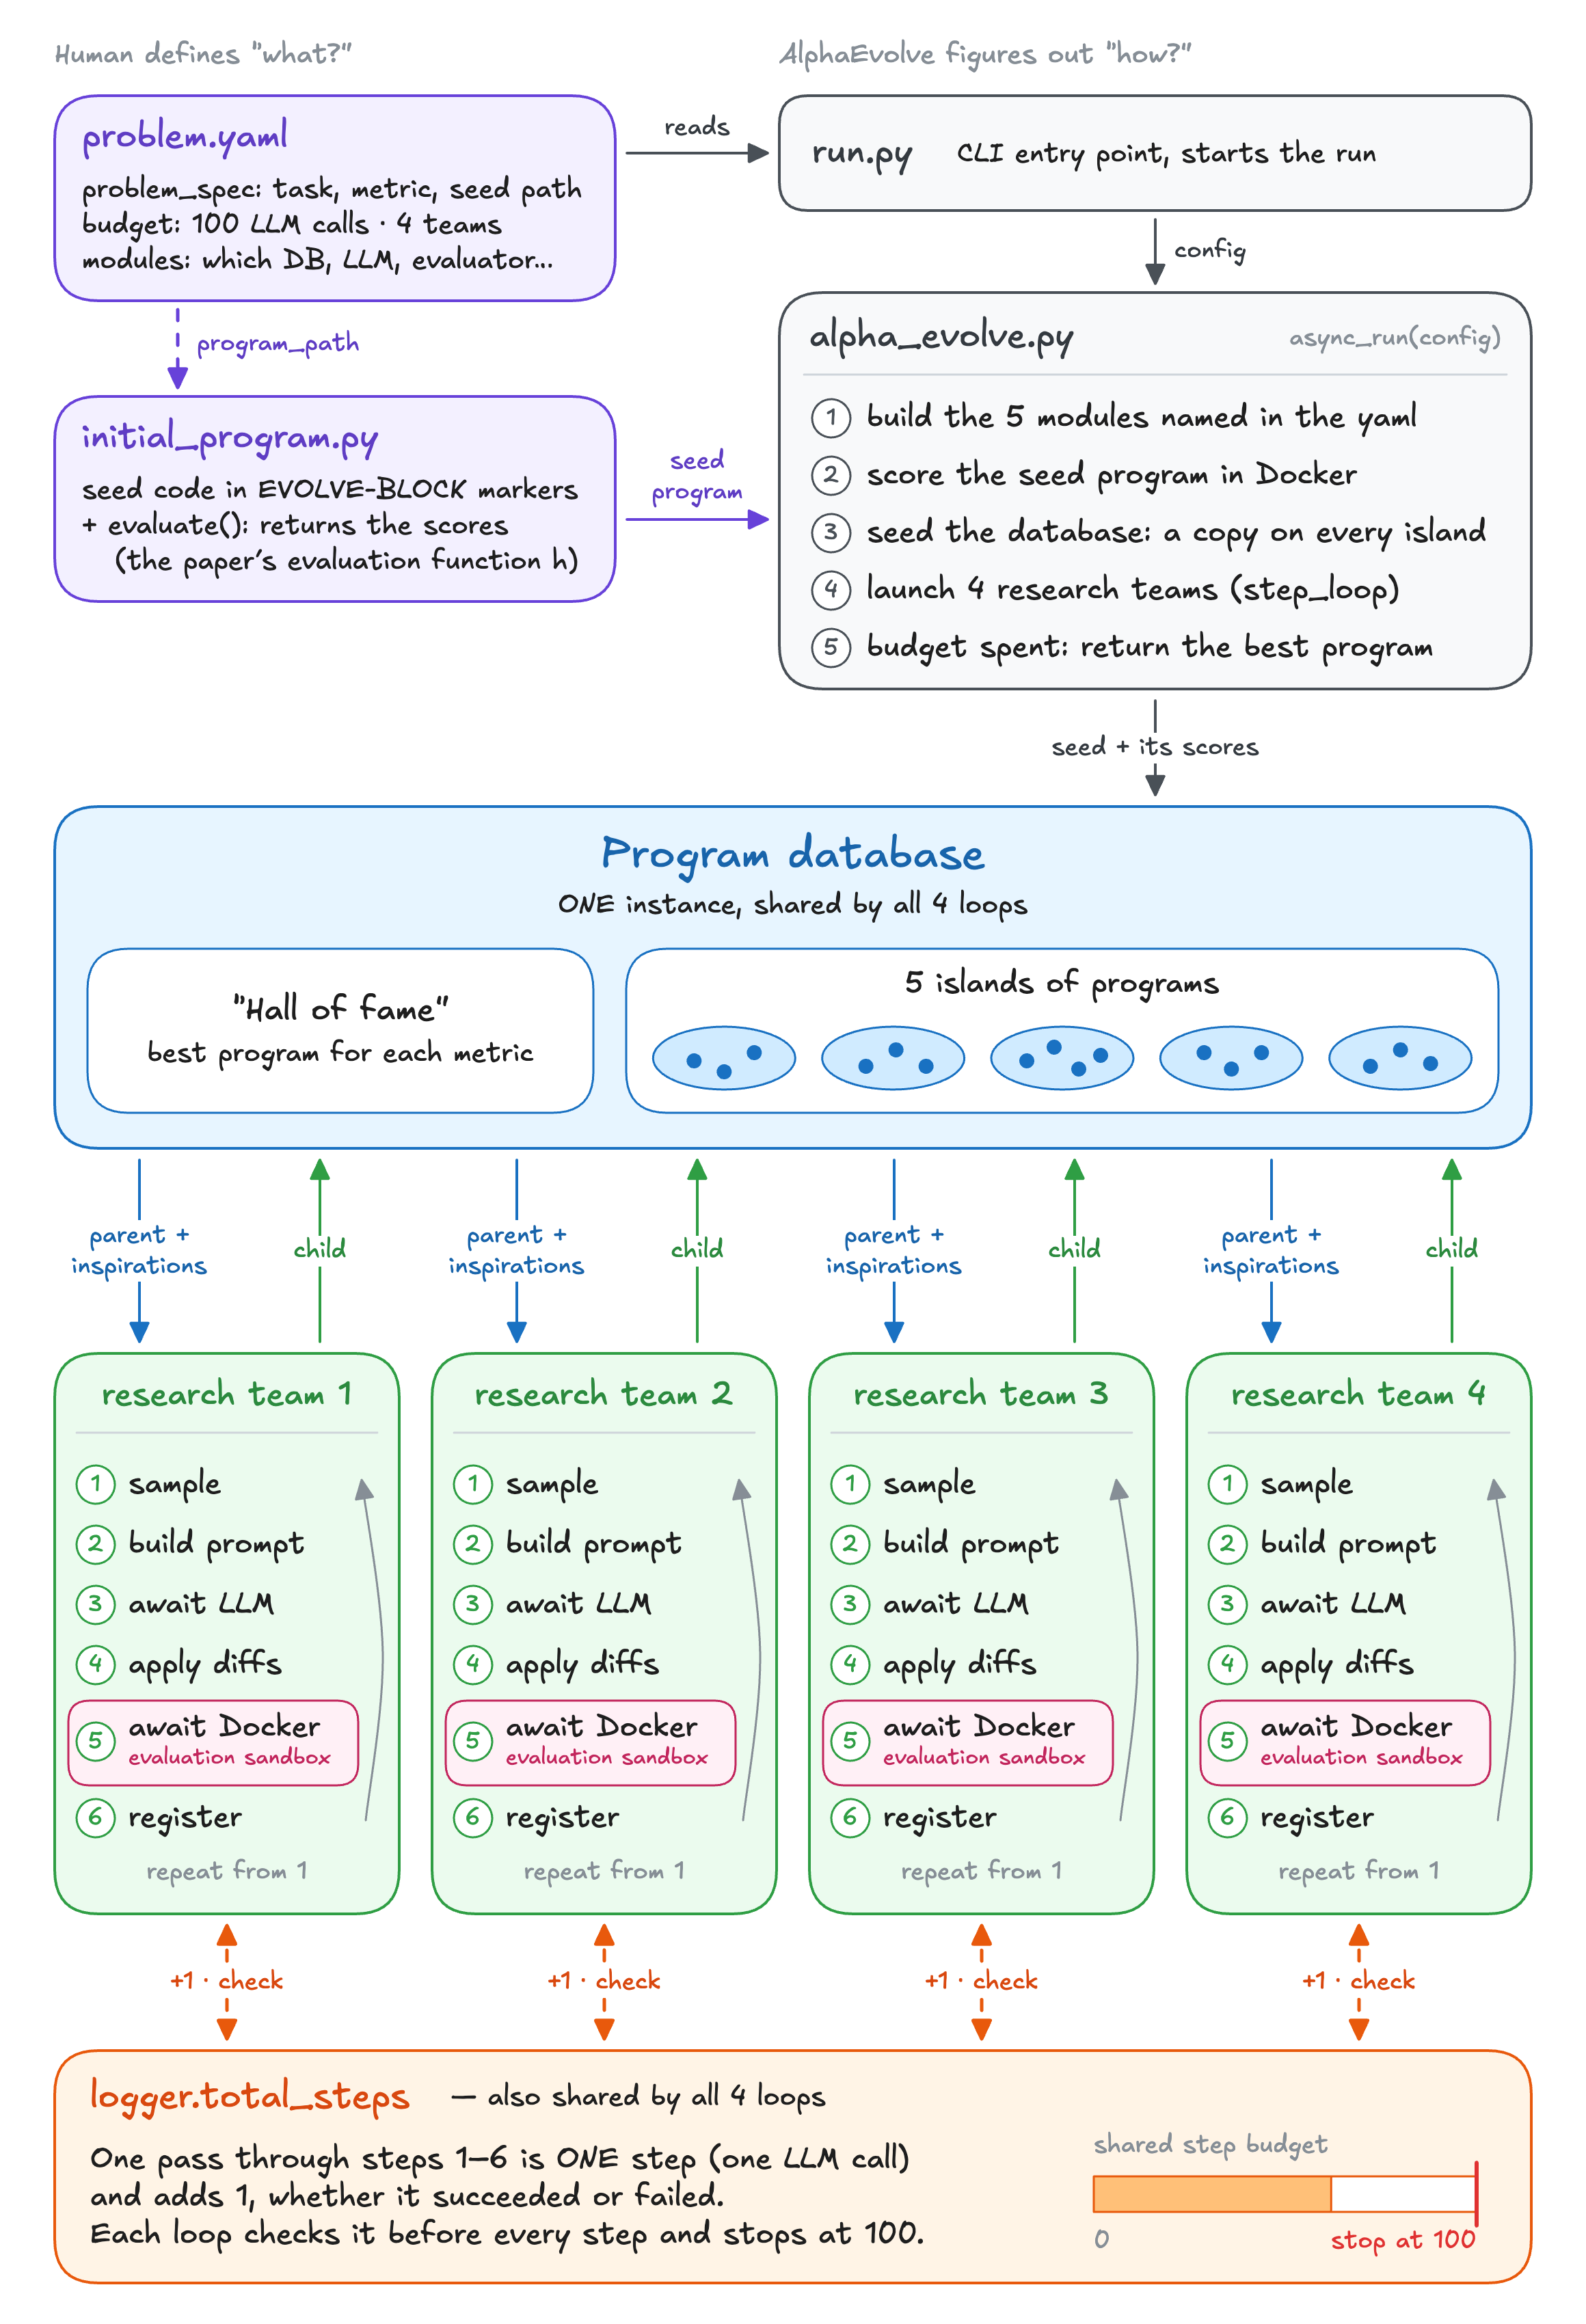 Human defines "what?"
AlphaEvolve figures out "how?"
problem.yaml
problem_spec: task, metric, seed path
budget: 100 LLM calls · 4 teams
modules: which DB, LLM, evaluator...
reads
run.py
CLI entry point, starts the run
config
program_path
initial_program.py
seed code in EVOLVE-BLOCK markers
+ evaluate(): returns the scores
(the paper's evaluation function h)
seed
program
alpha_evolve.py
async_run(config)
1 build the 5 modules named in the yaml
2 score the seed program in Docker
3 seed the database: a copy on every island
4 launch 4 research teams (step_loop)
5 budget spent: return the best program
seed + its scores
Program database
ONE instance, shared by all 4 loops
"Hall of fame"
best program for each metric
5 islands of programs
parent +
inspirations
child
parent +
inspirations
child
parent +
inspirations
child
parent +
inspirations
child
research team 1
1 sample
2 build prompt
3 await LLM
4 apply diffs
5 await Docker
evaluation sandbox
6 register
repeat from 1
research team 2
1 sample
2 build prompt
3 await LLM
4 apply diffs
5 await Docker
evaluation sandbox
6 register
repeat from 1
research team 3
1 sample
2 build prompt
3 await LLM
4 apply diffs
5 await Docker
evaluation sandbox
6 register
repeat from 1
research team 4
1 sample
2 build prompt
3 await LLM
4 apply diffs
5 await Docker
evaluation sandbox
6 register
repeat from 1
+1 · check
+1 · check
+1 · check
+1 · check
logger.total_steps — also shared by all 4 loops
One pass through steps 1–6 is ONE step (one LLM call)
and adds 1, whether it succeeded or failed.
Each loop checks it before every step and stops at 100.
shared step budget
0
stop at 100